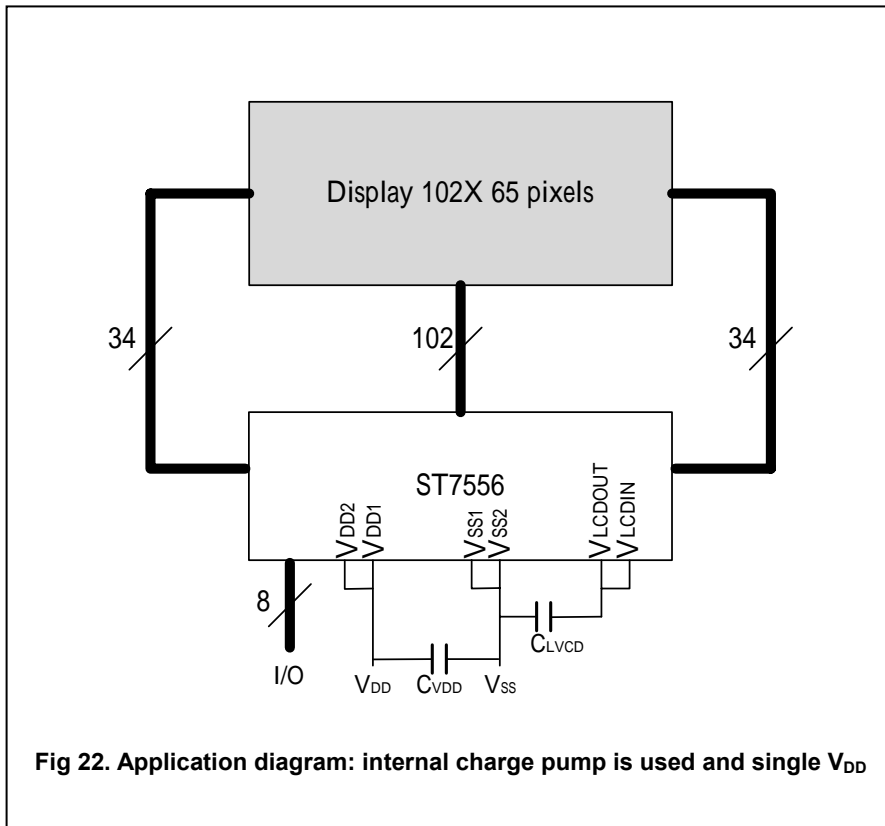 Display 102X 65 pixels
34
102
34
ST7556
VDD2
VDD1
VSS1
VSS2
VLCDOUT
VLCDIN
8
I/O
VDD
CVDD
VSS
CLVCD
Fig 22. Application diagram: internal charge pump is used and single VDD